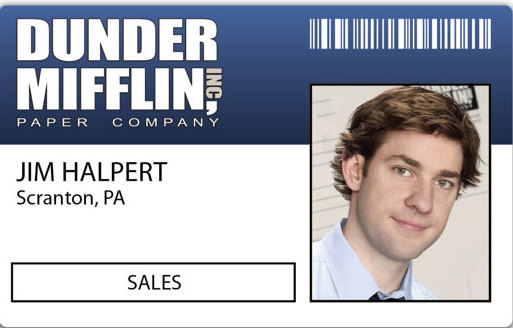 DUNDER
MIFFLIN, INC
PAPER COMPANY
JIM HALPERT
Scranton, PA
SALES